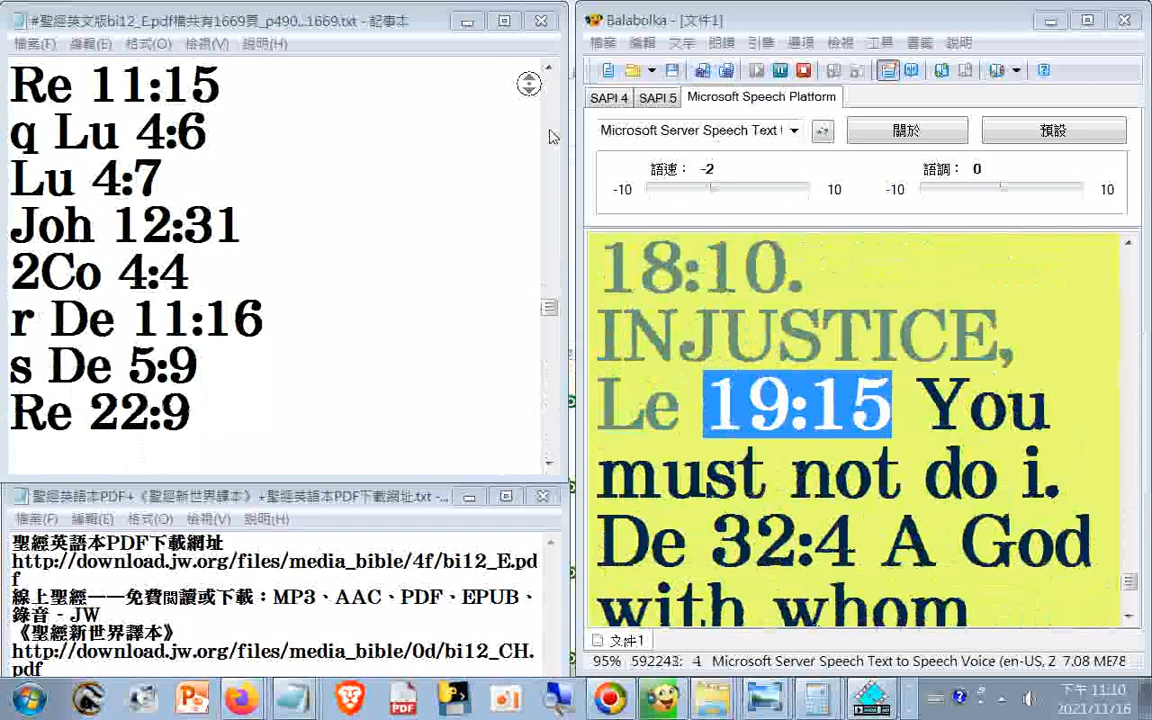 #聖經英文版bi12_E.pdf檔共有1669頁_p490...1669.txt - 記事本
檔案(F) 編輯(E) 格式(O) 檢視(V) 說明(H)
Re 11:15
q Lu 4:6
Lu 4:7
Joh 12:31
2Co 4:4
r De 11:16
s De 5:9
Re 22:9
聖經英語本PDF+《聖經新世界譯本》+聖經英語本PDF下載網址.txt -...
檔案(F) 編輯(E) 格式(O) 檢視(V) 說明(H)
聖經英語本PDF下載網址
http://download.jw.org/files/media_bible/4f/bi12_E.pd
f
線上聖經——免費閱讀或下載：MP3、AAC、PDF、EPUB、
錄音 - JW
《聖經新世界譯本》
http://download.jw.org/files/media_bible/0d/bi12_CH.
pdf
Balabolka - [文件1]
檔案 編輯 文字 朗讀 引擎 選項 檢視 工具 書籤 說明
SAPI 4 SAPI 5 Microsoft Speech Platform
Microsoft Server Speech Text 關於 預設
語速： -2 語調： 0
-10 10 -10 10
18:10.
INJUSTICE,
Le 19:15 You
must not do i.
De 32:4 A God
with whom
文件1
95% 592243: 4 Microsoft Server Speech Text to Speech Voice (en-US, Z 7.08 ME78
下午 11:10
2021/11/16